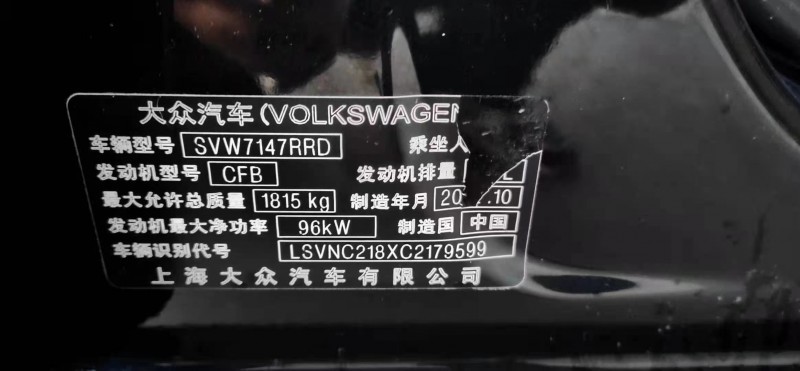 大众汽车(VOLKSWAGEN
车辆型号 SVW7147RRD 乘坐人
发动机型号 CFB 发动机排量 L
最大允许总质量 1815 kg 制造年月 20 .10
发动机最大净功率 96kW 制造国 中国
车辆识别代号 LSVNC218XC2179599
上海大众汽车有限公司